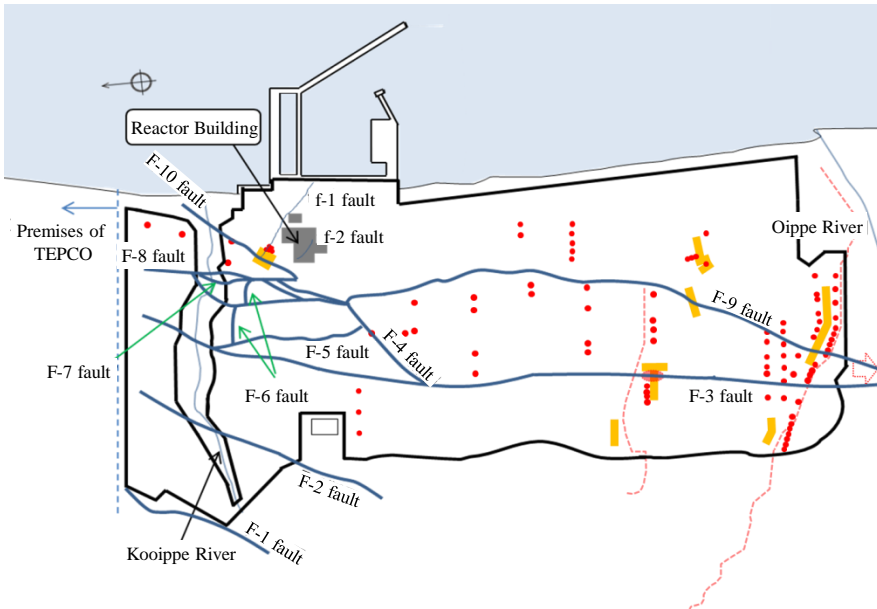 Reactor Building
F-10 fault
f-1 fault
Premises of
TEPCO
f-2 fault
Oippe River
F-8 fault
F-9 fault
F-7 fault
F-5 fault
F-4 fault
F-6 fault
F-3 fault
F-2 fault
F-1 fault
Kooippe River